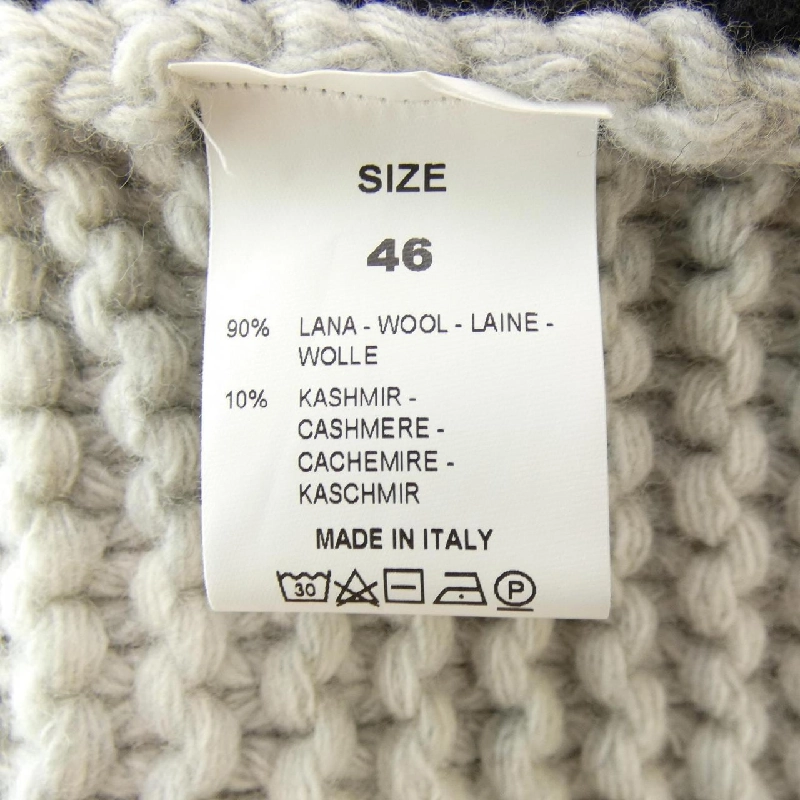 SIZE
46
90% LANA - WOOL - LAINE -
WOLLE
10% KASHMIR -
CASHMERE -
CACHEMIRE -
KASCHMIR
MADE IN ITALY
30 P